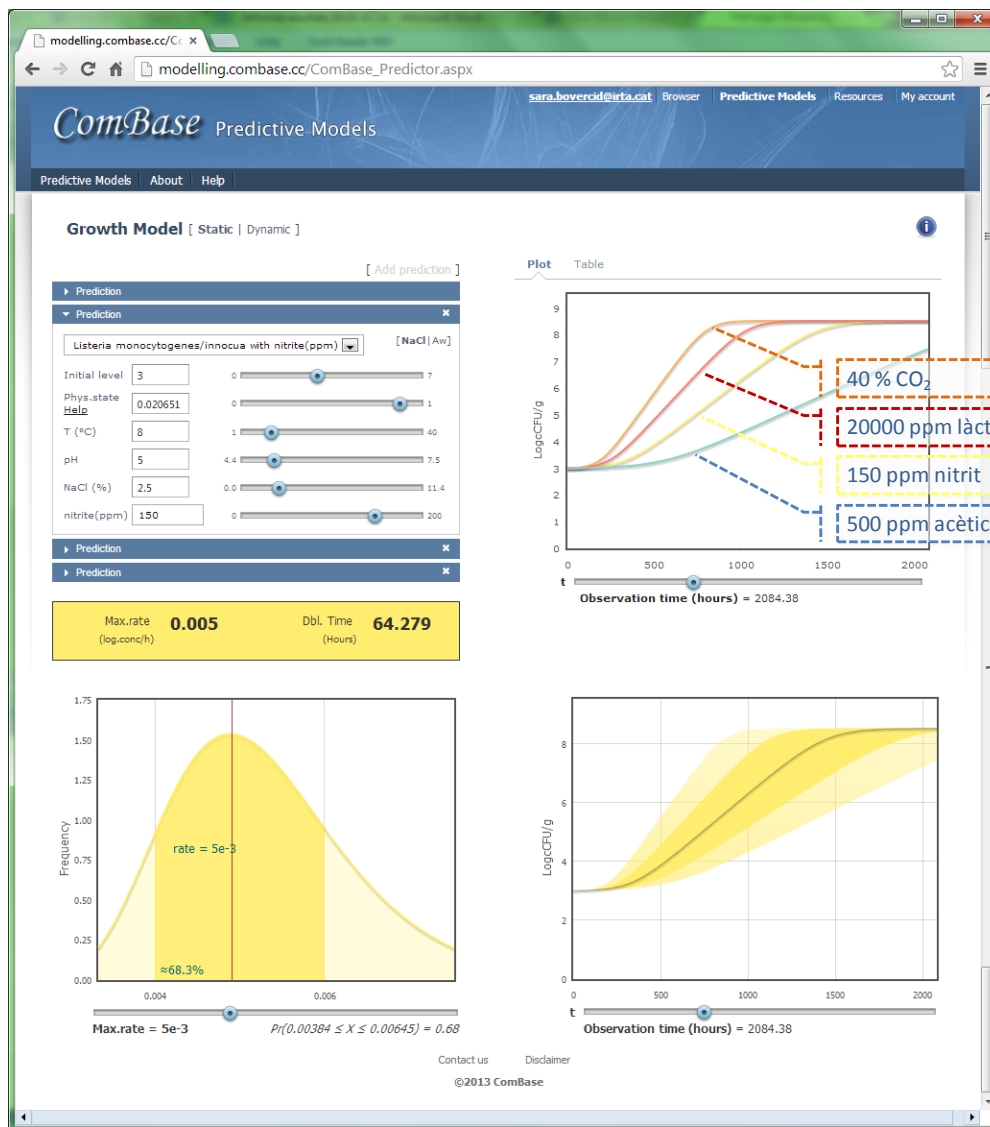 modelling.combase.cc/Cc ×
modelling.combase.cc/ComBase_Predictor.aspx
sara.bovercid@irta.cat Browser Predictive Models Resources My account
ComBase Predictive Models
Predictive Models About Help
Growth Model [ Static | Dynamic ]
i
[ Add prediction ]
Plot Table
Prediction
Prediction ×
Listeria monocytogenes/innocua with nitrite(ppm) [NaCl|Aw]
Initial level 3 0 7
Phys.state
Help 0.020651 0 1
T (°C) 8 1 40
pH 5 4.4 7.5
NaCl (%) 2.5 0.0 11.4
nitrite(ppm) 150 0 200
Prediction ×
Prediction ×
Max.rate 0.005 Dbl. Time 64.279
(log.conc/h) (Hours)
9
8
7
6
5
4
3
2
1
0
LogcCFU/g
0 500 1000 1500 2000
t
Observation time (hours) = 2084.38
40 % CO₂
20000 ppm làct
150 ppm nitrit
500 ppm acètic
1.75
1.50
1.25
1.00
0.75
0.50
0.25
0.00
Frequency
rate = 5e-3
≈68.3%
0.004 0.006
Max.rate = 5e-3 Pr(0.00384 ≤ X ≤ 0.00645) = 0.68
8
6
4
2
0
LogcCFU/g
0 500 1000 1500 2000
t
Observation time (hours) = 2084.38
Contact us Disclaimer
©2013 ComBase